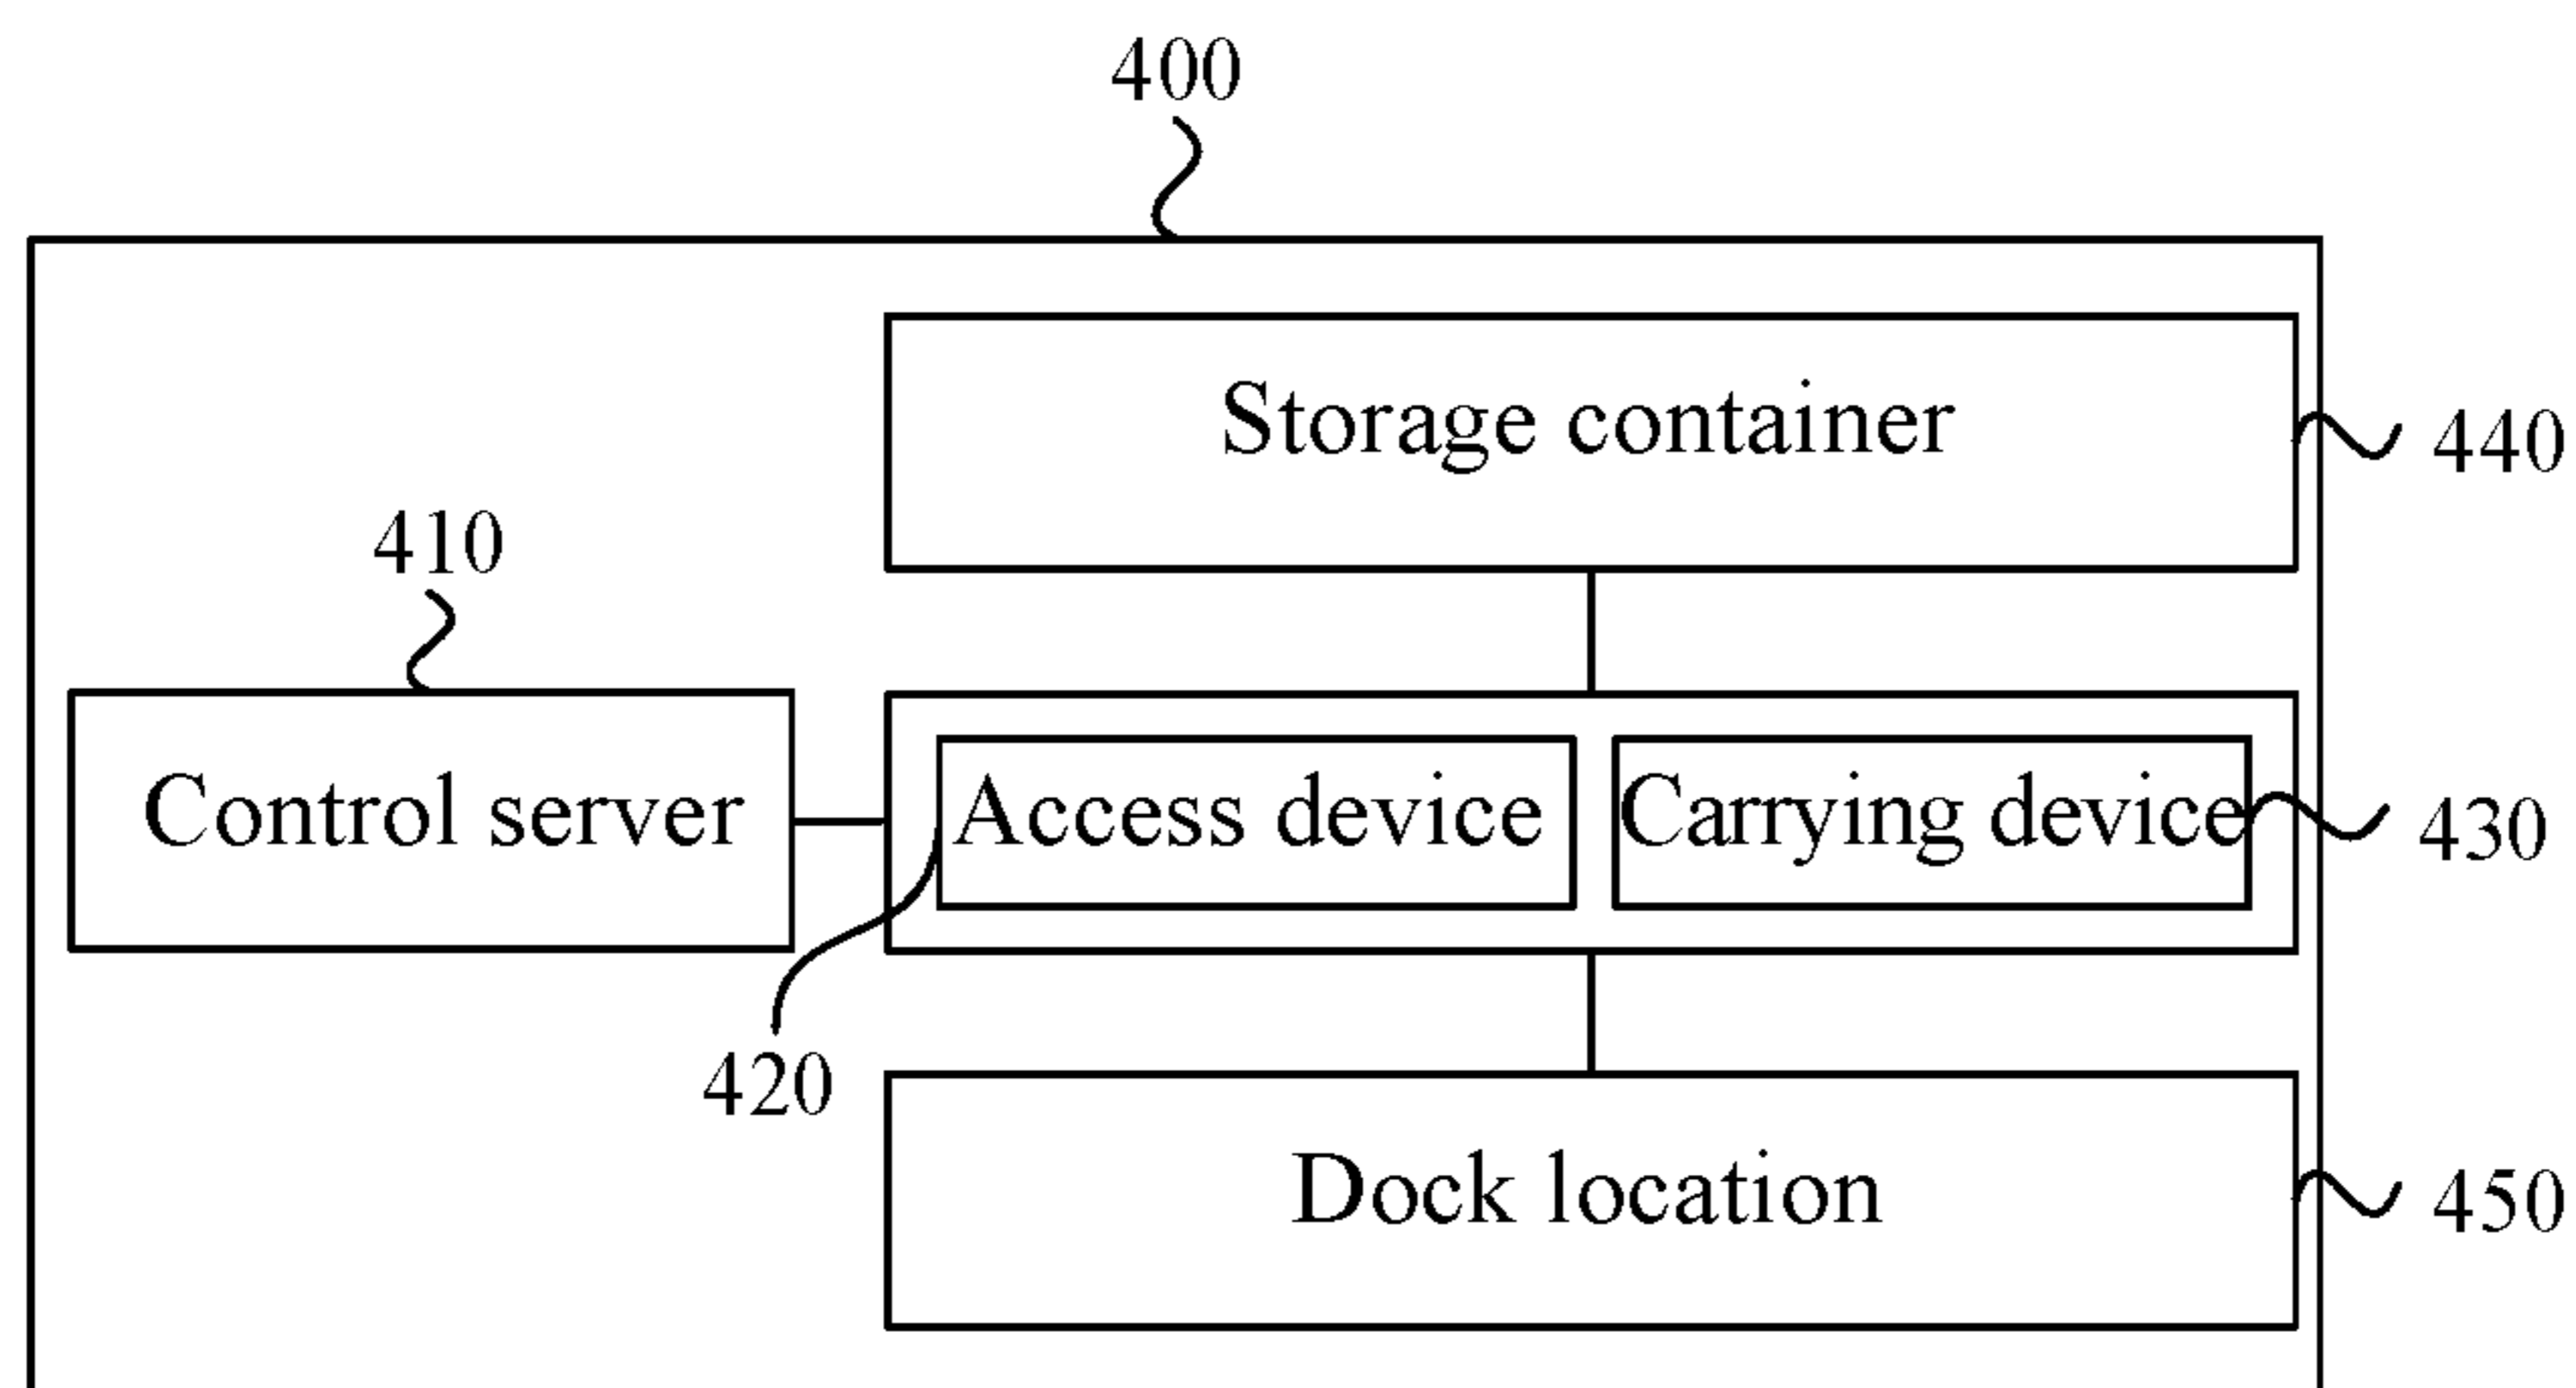 400
Storage container
440
410
Control server
Access device
Carrying device
430
420
Dock location
450